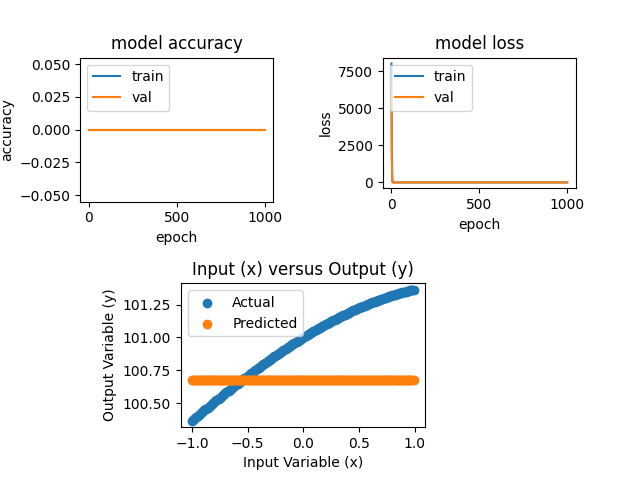 model accuracy
0.050
0.025
0.000
−0.025
−0.050
accuracy
train
val
0
500
1000
epoch
model loss
7500
5000
2500
0
loss
train
val
0
500
1000
epoch
Input (x) versus Output (y)
101.25
101.00
100.75
100.50
Output Variable (y)
Actual
Predicted
−1.0
−0.5
0.0
0.5
1.0
Input Variable (x)